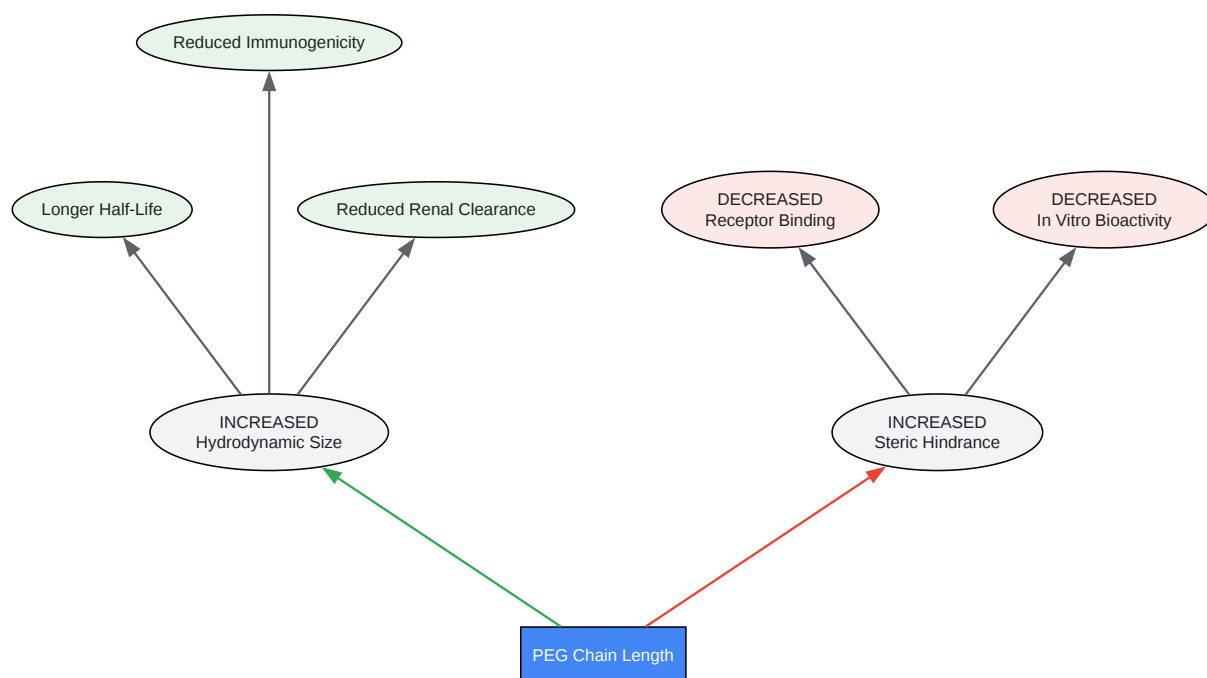 Reduced Immunogenicity
Longer Half-Life
Reduced Renal Clearance
DECREASED
Receptor Binding
DECREASED
In Vitro Bioactivity
INCREASED
Hydrodynamic Size
INCREASED
Steric Hindrance
PEG Chain Length